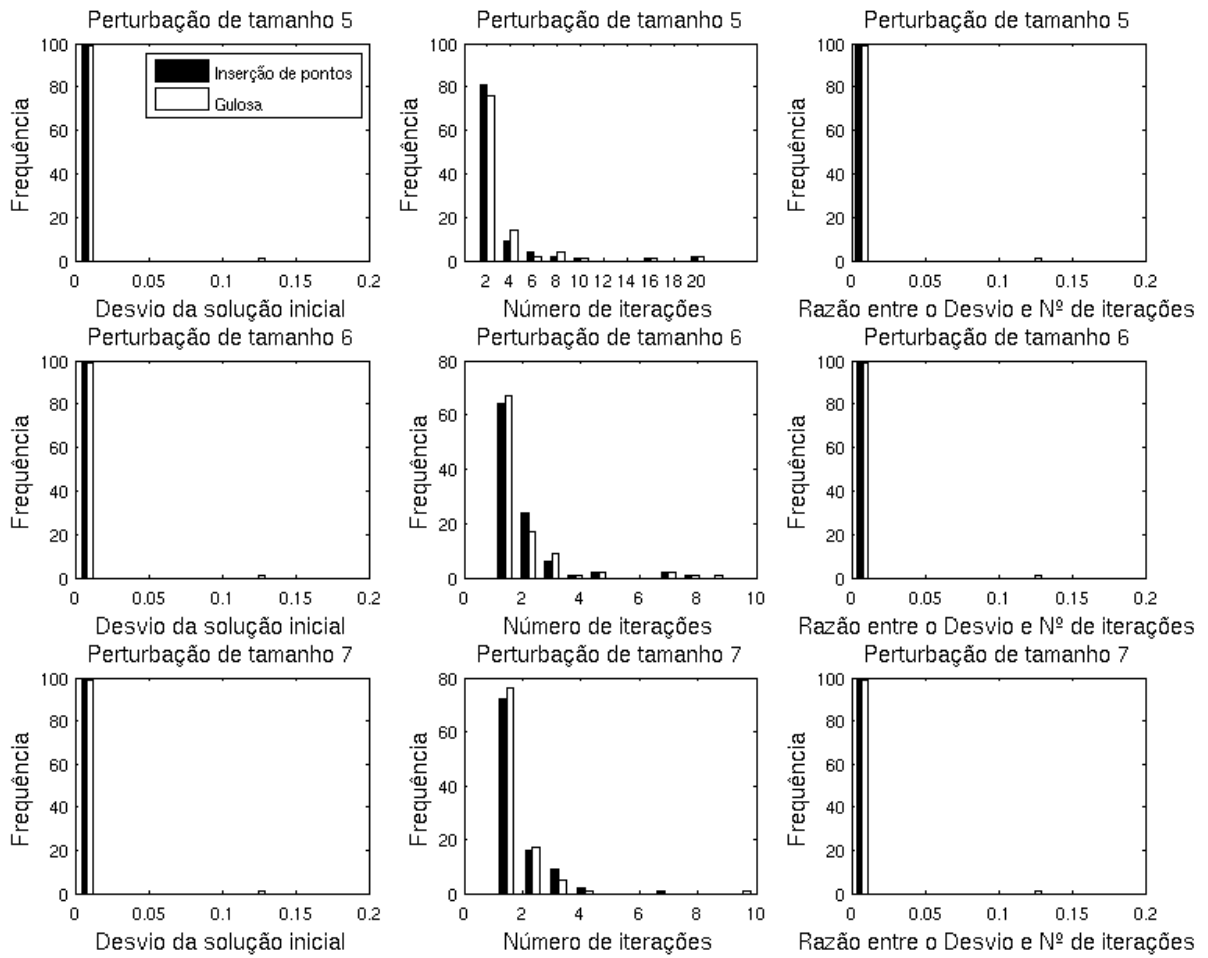 Perturbação de tamanho 5
100
80
60
40
20
0
Frequência
Inserção de pontos
Gulosa
0 0.05 0.1 0.15 0.2
Desvio da solução inicial
Perturbação de tamanho 5
100
80
60
40
20
0
Frequência
2 4 6 8 10 12 14 16 18 20
Número de iterações
Perturbação de tamanho 5
100
80
60
40
20
0
Frequência
0 0.05 0.1 0.15 0.2
Razão entre o Desvio e Nº de iterações
Perturbação de tamanho 6
100
80
60
40
20
0
Frequência
0 0.05 0.1 0.15 0.2
Desvio da solução inicial
Perturbação de tamanho 6
80
60
40
20
0
Frequência
0 2 4 6 8 10
Número de iterações
Perturbação de tamanho 6
100
80
60
40
20
0
Frequência
0 0.05 0.1 0.15 0.2
Razão entre o Desvio e Nº de iterações
Perturbação de tamanho 7
100
80
60
40
20
0
Frequência
0 0.05 0.1 0.15 0.2
Desvio da solução inicial
Perturbação de tamanho 7
80
60
40
20
0
Frequência
0 2 4 6 8 10
Número de iterações
Perturbação de tamanho 7
100
80
60
40
20
0
Frequência
0 0.05 0.1 0.15 0.2
Razão entre o Desvio e Nº de iterações